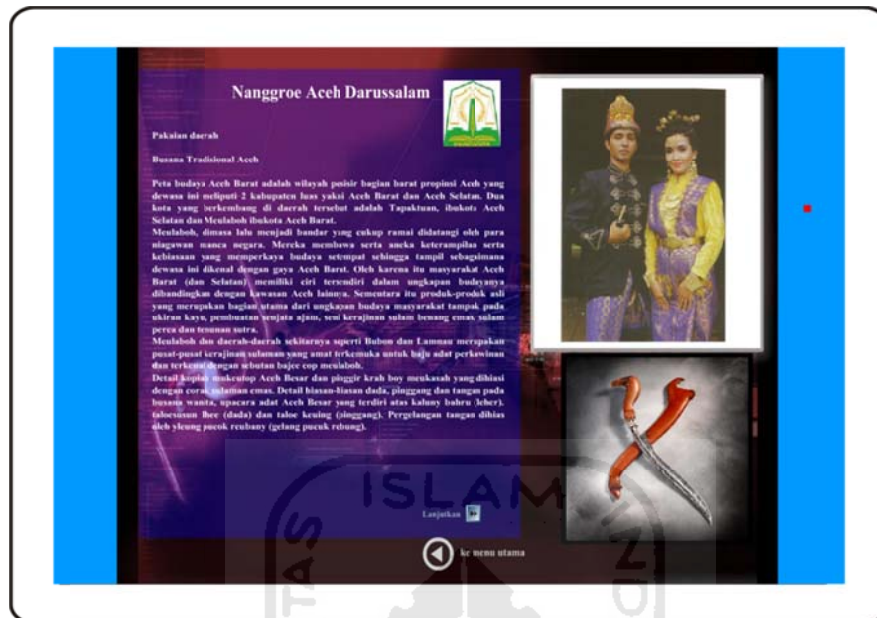 Nanggroe Aceh Darussalam
Pakaian daerah
Busana Tradisional Aceh
Peta budaya Aceh Barat adalah wilayah pesisir bagian barat propinsi Aceh yang
dewasa ini meliputi 2 kabupaten luas yakni Aceh Barat dan Aceh Selatan. Dua
kota yang berkembang di daerah tersebut adalah Tapaktuan, ibukota Aceh
Selatan dan Meulaboh ibukota Aceh Barat.
Meulaboh, dimasa lalu menjadi bandar yang cukup ramai didatangi oleh para
niagawan manca negara. Mereka membawa serta aneka keterampilan serta
kebiasaan yang memperkaya budaya setempat sehingga tampil sebagaimana
dewasa ini dikenal dengan gaya Aceh Barat. Oleh karena itu masyarakat Aceh
Barat (dan Selatan) memiliki ciri tersendiri dalam ungkapan budayanya
dibandingkan dengan kawasan Aceh lainnya. Sementara itu produk-produk asli
yang merupakan bagian utama dari ungkapan budaya masyarakat tampak pada
ukiran kayu, pembuatan senjata ajam, seni kerajinan sulam benang emas, sulam
perca dan tenunan sutra.
Meulaboh dan daerah-daerah sekitarnya seperti Bubon dan Lamnau merupakan
pusat-pusat kerajinan sulaman yang amat terkemuka untuk baju adat perkawinan
dan terkenal dengan sebutan bajee cop meulaboh.
Detail kopiah makeutop Aceh Besar dan pinggir krah boy meukasah yang dihiasi
dengan corak sulaman emas. Detail hiasan-hiasan dada, pinggang dan tangan pada
busana wanita, upacara adat Aceh Besar yang terdiri atas kaluny bahru (leher),
taloesusun lhee (dada) dan taloe keuing (pinggang). Pergelangan tangan dihias
oleh yleung pucok reubany (gelang pucuk rebung).
Lanjutkan
ke menu utama
ISLAM